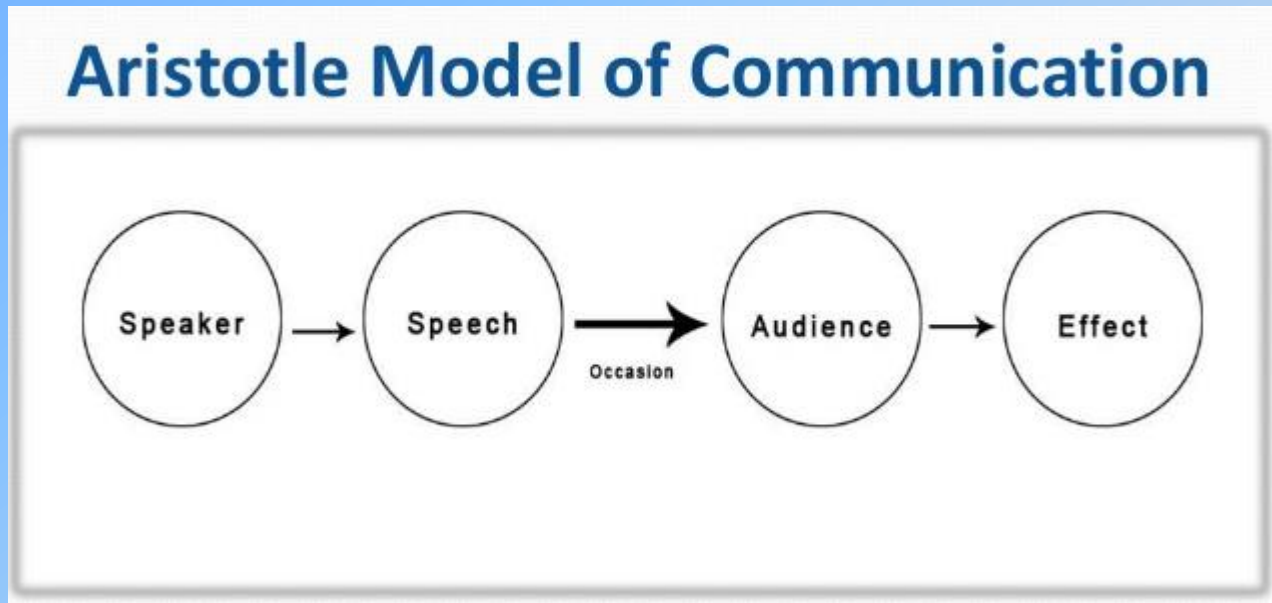 Aristotle Model of Communication
Speaker
Speech
Occasion
Audience
Effect